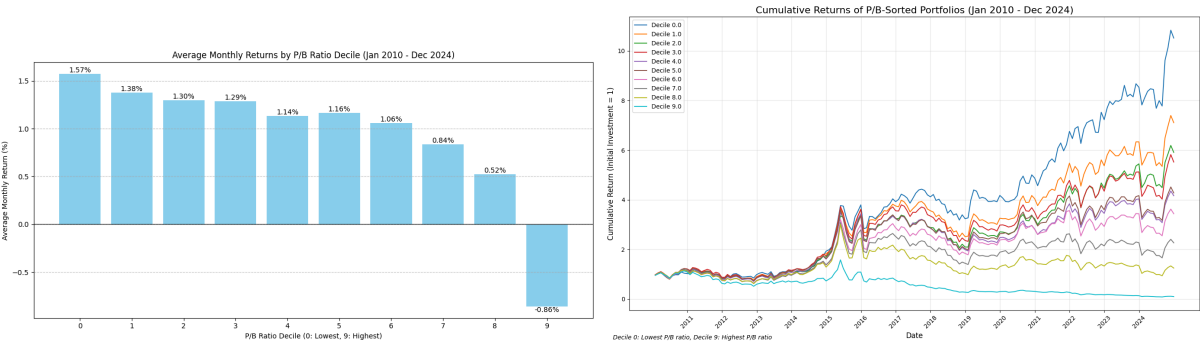 Average Monthly Returns by P/B Ratio Decile (Jan 2010 - Dec 2024)
Average Monthly Return (%)
1.5
1.0
0.5
0.0
−0.5
1.57%
1.38%
1.30%
1.29%
1.14%
1.16%
1.06%
0.84%
0.52%
-0.86%
0 1 2 3 4 5 6 7 8 9
P/B Ratio Decile (0: Lowest, 9: Highest)
Cumulative Returns of P/B-Sorted Portfolios (Jan 2010 - Dec 2024)
Cumulative Return (Initial Investment = 1)
10
8
6
4
2
0
Decile 0.0
Decile 1.0
Decile 2.0
Decile 3.0
Decile 4.0
Decile 5.0
Decile 6.0
Decile 7.0
Decile 8.0
Decile 9.0
2011 2012 2013 2014 2015 2016 2017 2018 2019 2020 2021 2022 2023 2024
Date
Decile 0: Lowest P/B ratio, Decile 9: Highest P/B ratio